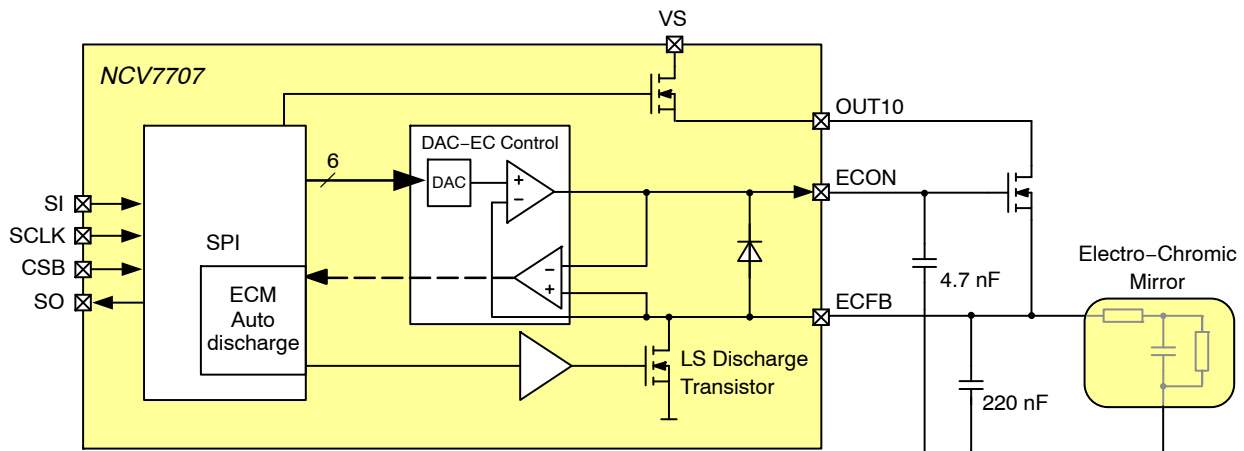 VS
NCV7707
OUT10
DAC−EC Control
6
DAC
+
−
ECON
SI
SCLK
SPI
CSB
SO
ECM
Auto
discharge
−
+
4.7 nF
Electro−Chromic
Mirror
ECFB
LS Discharge
Transistor
220 nF